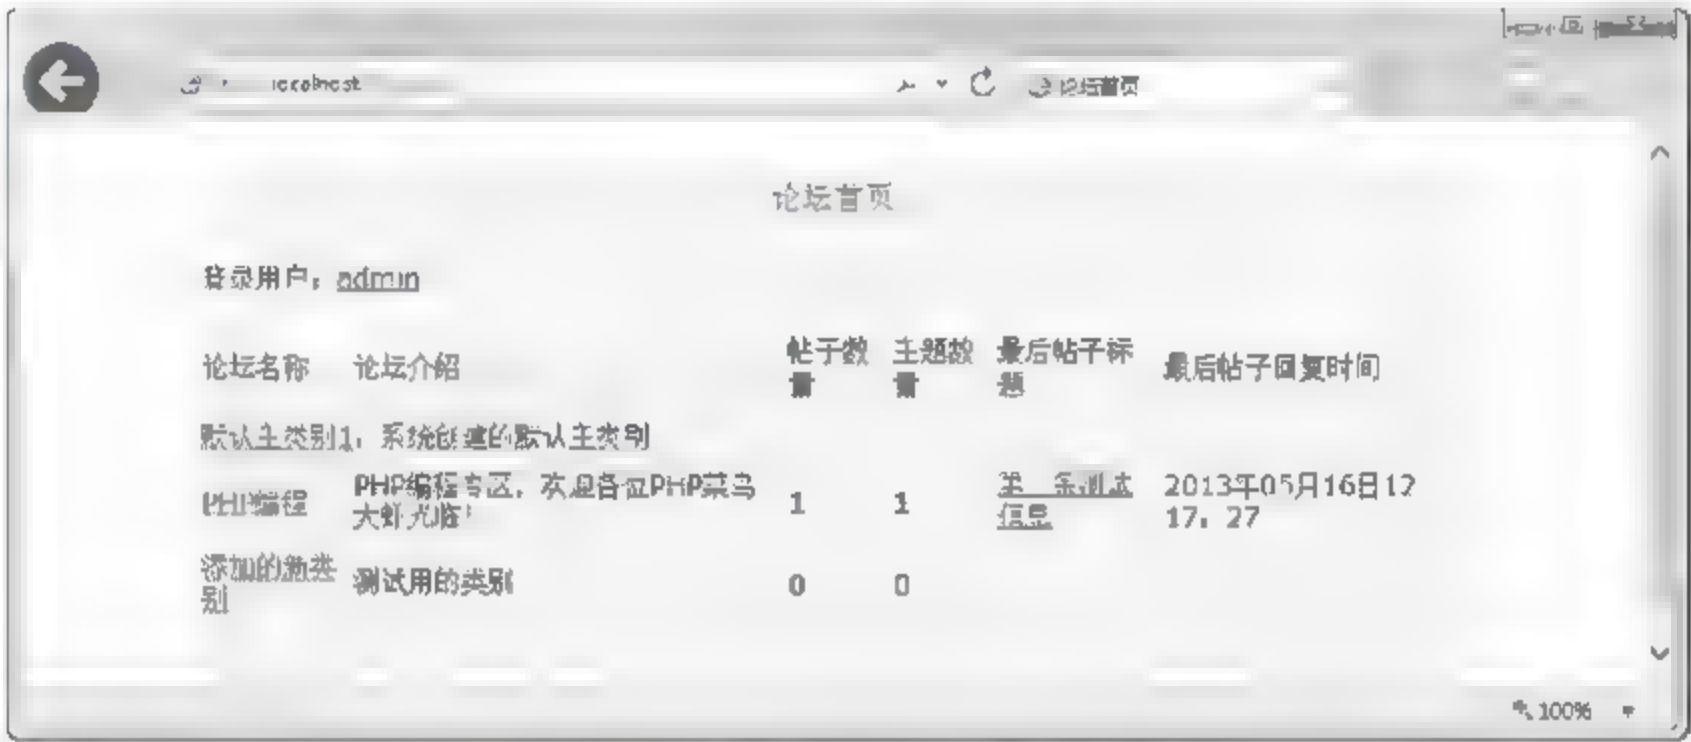 localhost
论坛首页
论坛首页
登录用户：admin
论坛名称 论坛介绍 帖子数量 主题数量 最后帖子标题 最后帖子回复时间
默认主类别1，系统创建的默认主类别
PHP编程 PHP编程专区，欢迎各位PHP菜鸟大虾光临！ 1 1 第 条测试信息 2013年05月16日12 17：27
添加的新类别 测试用的类别 0 0
100%